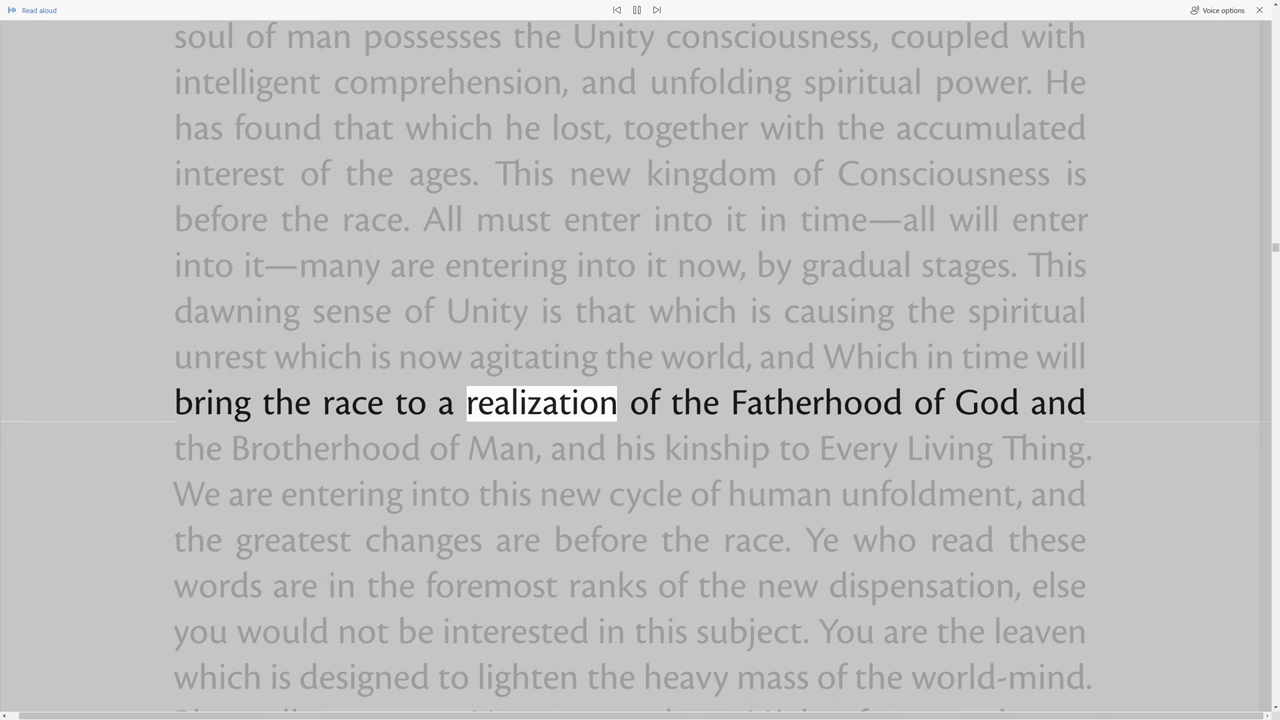 Read aloud
Voice options
soul of man possesses the Unity consciousness, coupled with
intelligent comprehension, and unfolding spiritual power. He
has found that which he lost, together with the accumulated
interest of the ages. This new kingdom of Consciousness is
before the race. All must enter into it in time—all will enter
into it—many are entering into it now, by gradual stages. This
dawning sense of Unity is that which is causing the spiritual
unrest which is now agitating the world, and Which in time will
bring the race to a realization of the Fatherhood of God and
the Brotherhood of Man, and his kinship to Every Living Thing.
We are entering into this new cycle of human unfoldment, and
the greatest changes are before the race. Ye who read these
words are in the foremost ranks of the new dispensation, else
you would not be interested in this subject. You are the leaven
which is designed to lighten the heavy mass of the world-mind.